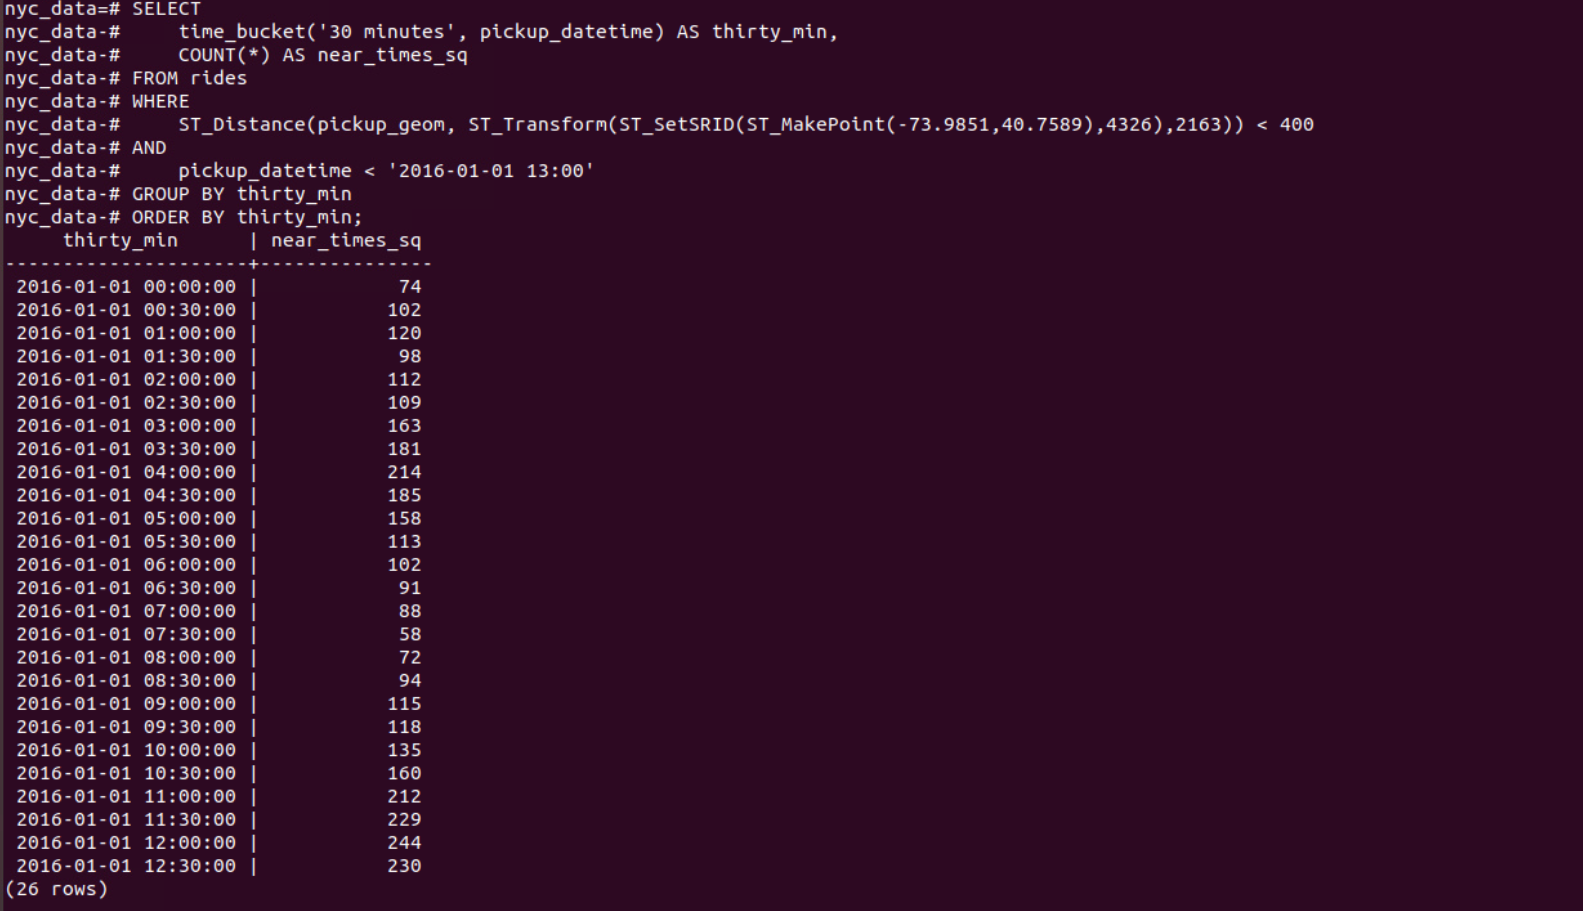 nyc_data=# SELECT
nyc_data-#     time_bucket('30 minutes', pickup_datetime) AS thirty_min,
nyc_data-#     COUNT(*) AS near_times_sq
nyc_data-# FROM rides
nyc_data-# WHERE
nyc_data-#     ST_Distance(pickup_geom, ST_Transform(ST_SetSRID(ST_MakePoint(-73.9851,40.7589),4326),2163)) < 400
nyc_data-# AND
nyc_data-#     pickup_datetime < '2016-01-01 13:00'
nyc_data-# GROUP BY thirty_min
nyc_data-# ORDER BY thirty_min;
     thirty_min      | near_times_sq
---------------------+---------------
 2016-01-01 00:00:00 |            74
 2016-01-01 00:30:00 |           102
 2016-01-01 01:00:00 |           120
 2016-01-01 01:30:00 |            98
 2016-01-01 02:00:00 |           112
 2016-01-01 02:30:00 |           109
 2016-01-01 03:00:00 |           163
 2016-01-01 03:30:00 |           181
 2016-01-01 04:00:00 |           214
 2016-01-01 04:30:00 |           185
 2016-01-01 05:00:00 |           158
 2016-01-01 05:30:00 |           113
 2016-01-01 06:00:00 |           102
 2016-01-01 06:30:00 |            91
 2016-01-01 07:00:00 |            88
 2016-01-01 07:30:00 |            58
 2016-01-01 08:00:00 |            72
 2016-01-01 08:30:00 |            94
 2016-01-01 09:00:00 |           115
 2016-01-01 09:30:00 |           118
 2016-01-01 10:00:00 |           135
 2016-01-01 10:30:00 |           160
 2016-01-01 11:00:00 |           212
 2016-01-01 11:30:00 |           229
 2016-01-01 12:00:00 |           244
 2016-01-01 12:30:00 |           230
(26 rows)